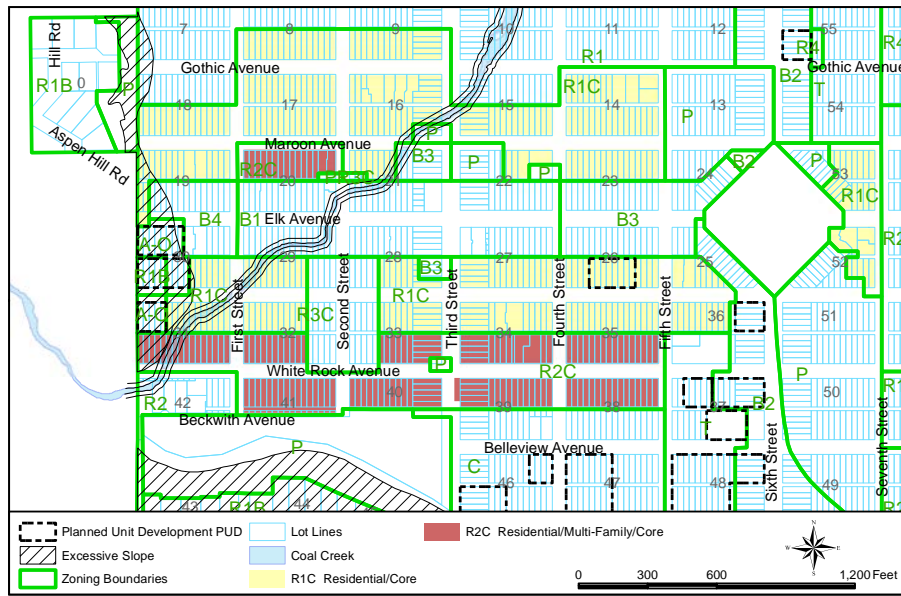 7 8 9 10 11 12 55
Hill Rd
R1 R4 R4
Gothic Avenue B2 Gothic Avenue
R1B 0 P R1C T
18 17 16 15 14 13 54
P P
Aspen Hill Rd
Maroon Avenue
B3 P B2 P
R2C R3C P 53
19 20 21 22 23 24 R1C
B4 B1 Elk Avenue B3
A-O R2
30 29 28 27 26 25 52
R1B B3
R1C R1C
A-O R3C 36 51
First Street Second Street Third Street Fourth Street Fifth Street
32 33 34 35
P
White Rock Avenue R2C P
R2 R1
42 41 40 39 38 37 B2 50
Beckwith Avenue T
P Belleview Avenue
Sixth Street Seventh Street
C
46 47 48 49
43 R1B 44 R2
Planned Unit Development PUD Lot Lines R2C Residential/Multi-Family/Core
Excessive Slope Coal Creek
Zoning Boundaries R1C Residential/Core
N
W E
S
0 300 600 1,200 Feet